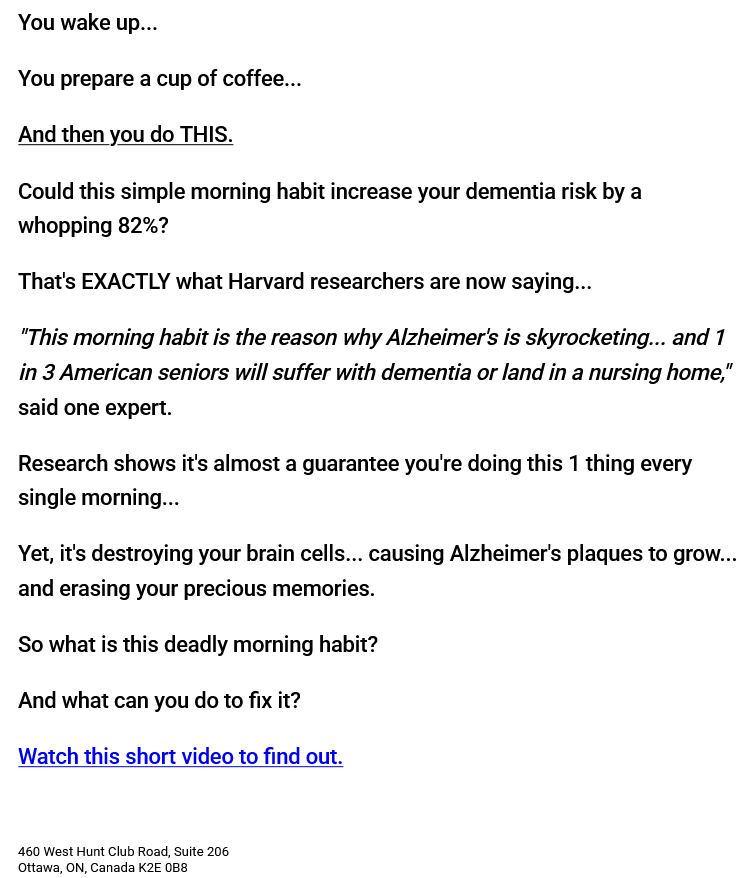 You wake up...
You prepare a cup of coffee...
And then you do THIS.
Could this simple morning habit increase your dementia risk by a
whopping 82%?
That's EXACTLY what Harvard researchers are now saying...
"This morning habit is the reason why Alzheimer's is skyrocketing... and 1
in 3 American seniors will suffer with dementia or land in a nursing home,"
said one expert.
Research shows it's almost a guarantee you're doing this 1 thing every
single morning...
Yet, it's destroying your brain cells... causing Alzheimer's plaques to grow...
and erasing your precious memories.
So what is this deadly morning habit?
And what can you do to fix it?
Watch this short video to find out.
460 West Hunt Club Road, Suite 206
Ottawa, ON, Canada K2E 0B8